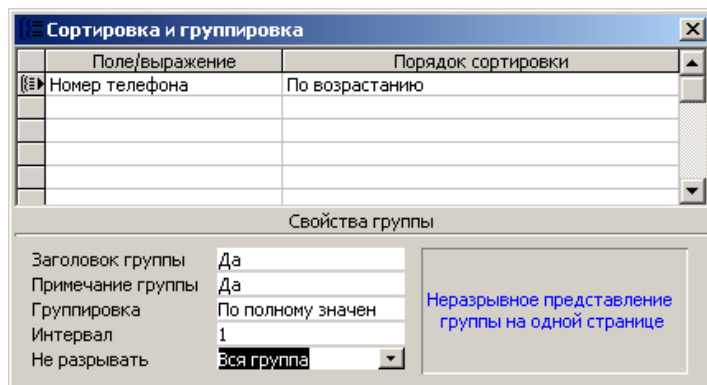 Сортировка и группировка
Поле/выражение Порядок сортировки
Номер телефона По возрастанию
Свойства группы
Заголовок группы Да
Примечание группы Да
Группировка По полному значен
Интервал 1
Не разрывать Вся группа
Неразрывное представление
группы на одной странице